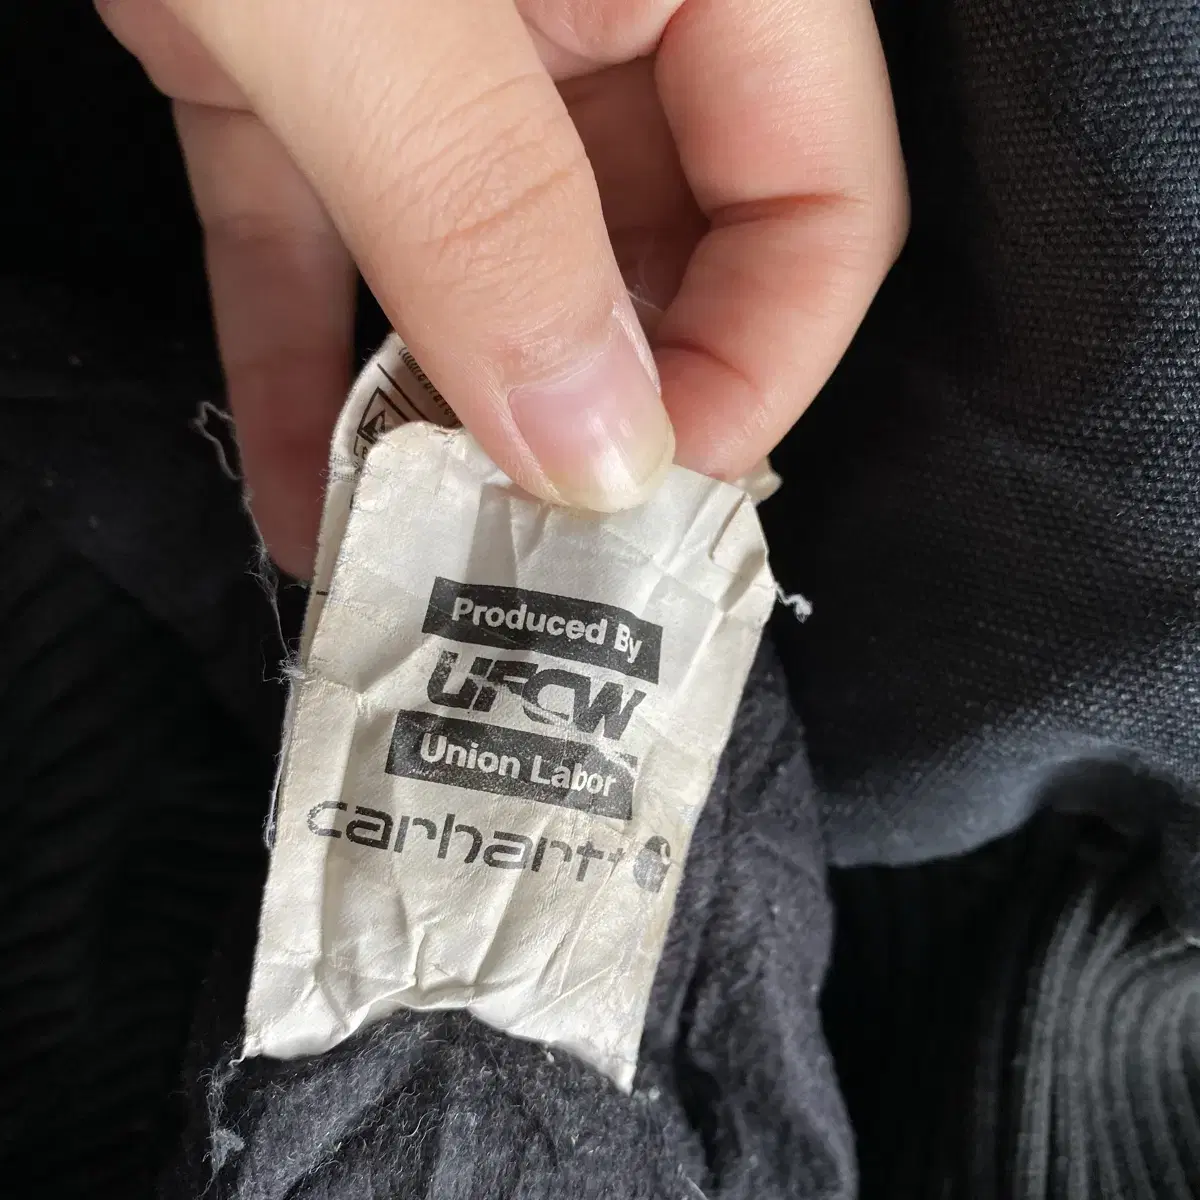 Produced By
UFCW
Union Labor
carhartt